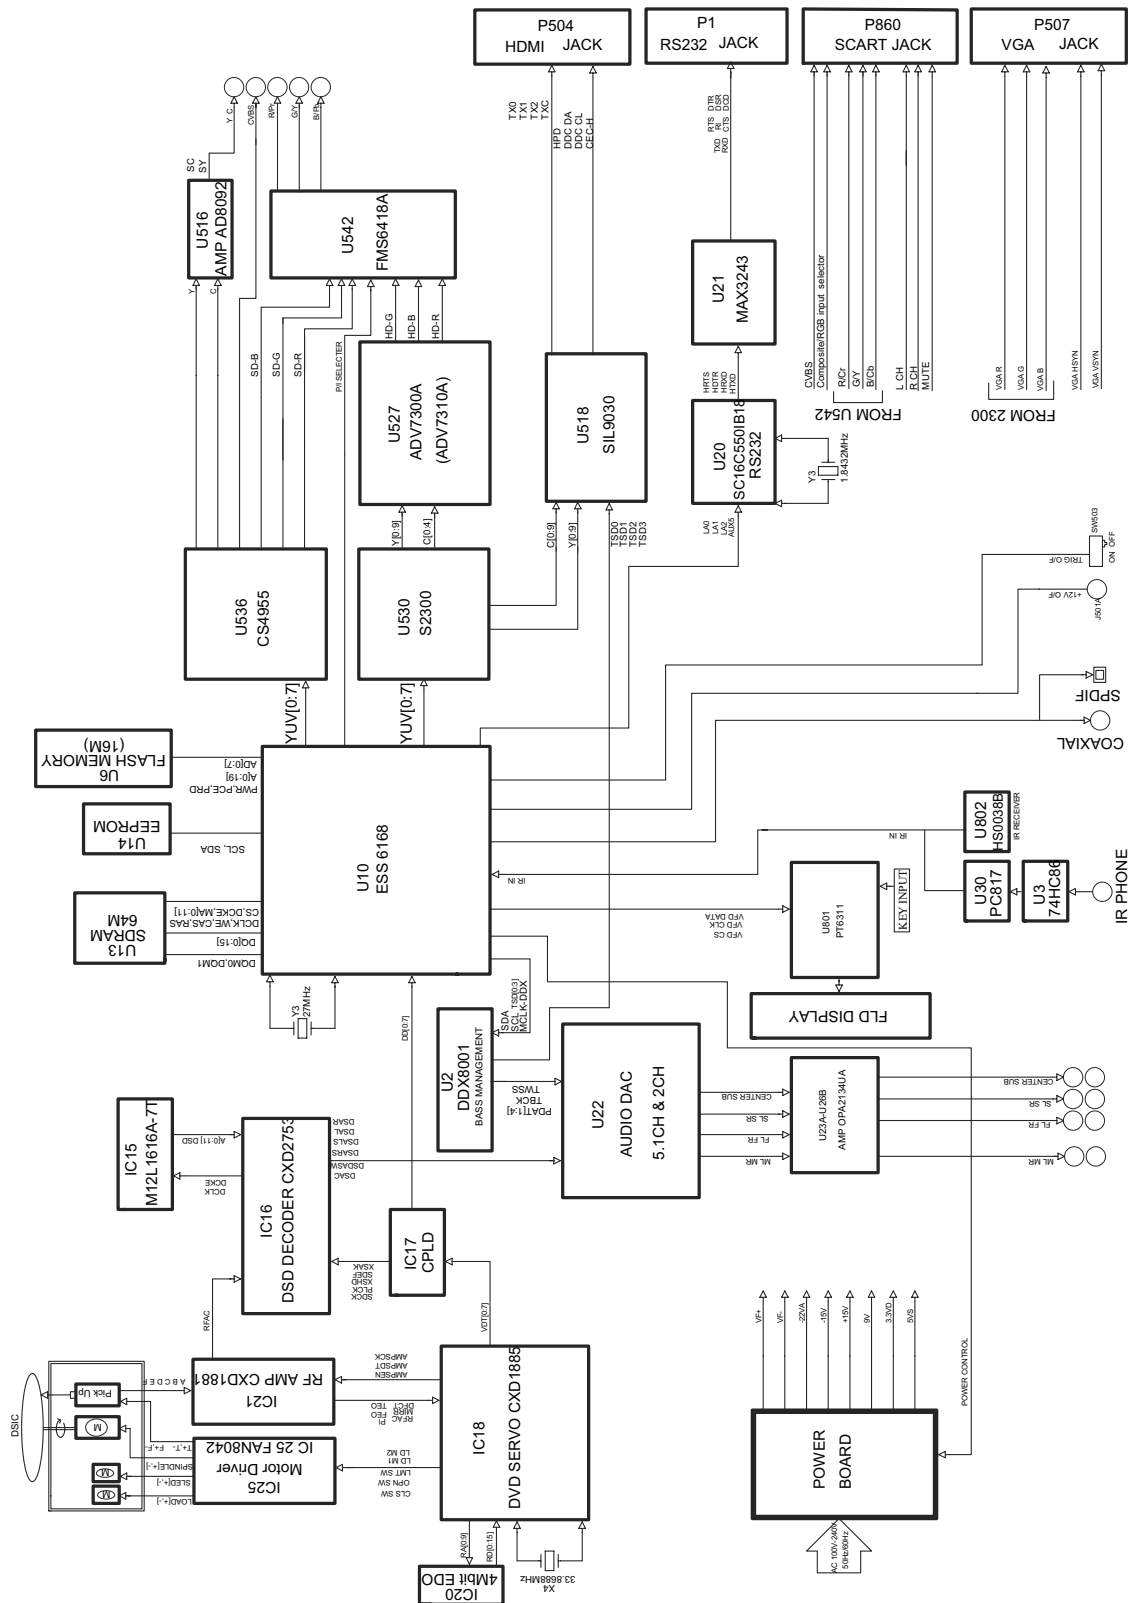 P504
HDMI JACK
P1
RS232 JACK
P860
SCART JACK
P507
VGA JACK
Y C
CVBS
R/Pr
G/Y
B/Pb
SC
SY
U516
AMP AD8092
U542
FMS6418A
Y
C
SD-B
SD-G
SD-R
P/I SELECTER
HD-G
HD-B
HD-R
TX0
TX1
TX2
TXC
HPD
DDC DA
DDC CL
CEC-H
RTS DTR
TXD RI DSR
RXD CTS DCD
U21
MAX3243
HRTS
HDTR
HRXD
HTXD
U20
SC16C550IB18
RS232
Y3
1.8432MHz
LA0
LA1
LA2
AUX5
CVBS
Composite/RGB input selector
R/Cr
G/Y
B/Cb
FROM U542
L CH
R CH
MUTE
VGA R
VGA G
VGA B
FROM 2300
VGA HSYN
VGA VSYN
U527
ADV7300A
(ADV7310A)
U518
SIL9030
Y[0:9]
C[0:4]
C[0:9]
Y[0:9]
TSD0
TSD1
TSD2
TSD3
U536
CS4955
U530
S2300
YUV[0:7]
YUV[0:7]
SW503
ON OFF
TRIG O/F
+12V O/F
J501A
SPDIF
COAXIAL
U6
FLASH MEMORY
(16M)
AD[0:7]
A[0:19]
PWR,PCE,PRD
U14
EEPROM
SCL, SDA
U13
SDRAM
64M
CS,DCKE,MA[0:11]
DCLK,WE,CAS,RAS
DQ[0:15]
DQM0,DQM1
U10
ESS 6168
Y3
27MHz
DD[0:7]
IR IN
IR IN
U802
HS0038B
IR RECEIVER
U30
PC817
U3
74HC86
IR PHONE
VFD DATA
VFD CLK
VFD CS
U801
PT6311
KEY INPUT
FLD DISPLAY
SDA
SCL TSD[0:3]
MCLK-DDX
U2
DDX8001
BASS MANAGEMENT
TWSS
TBCK
PDAT[1:4]
U22
AUDIO DAC
5.1CH & 2CH
CENTER SUB
SL SR
FL FR
ML MR
U23A-U26B
AMP OPA2134UA
CENTER SUB
SL SR
FL FR
ML MR
IC15
M12L1616A-7T
A[0:11] DSD
DCKE
DCLK
IC16
DSD DECODER CXD2753
DSAR
DSAL
DSALS
DSARS
DSDASW
DSAC
RFAC
IC17
CPLD
XSAK
SDEF
XSHD
PLCK
SDCK
VDT[0:7]
DSIC
Pick Up
M
M
M
A B C D E F
T+,T- F+,F-
SPINDLE[+,-]
SLED[+,-]
LOAD[+,-]
IC21
RF AMP CXD1881
IC 25 FAN8042
Motor Driver
IC25
AMPSCK
AMPSDT
AMPSEN
DFCT TEO
MIRR
FEO
RFAC PI
LD M2
LD M1
LMT SW
OPN SW
CLS SW
IC18
DVD SERVO CXD1885
RA[0:9]
RD[0:15]
IC20
4Mbit EDO
X4
33.8688MHz
VF+
VF-
-22VA
-15V
+15V
9V
3.3VD
5VS
POWER CONTROL
POWER
BOARD
AC 100V-240V
50Hz/60Hz